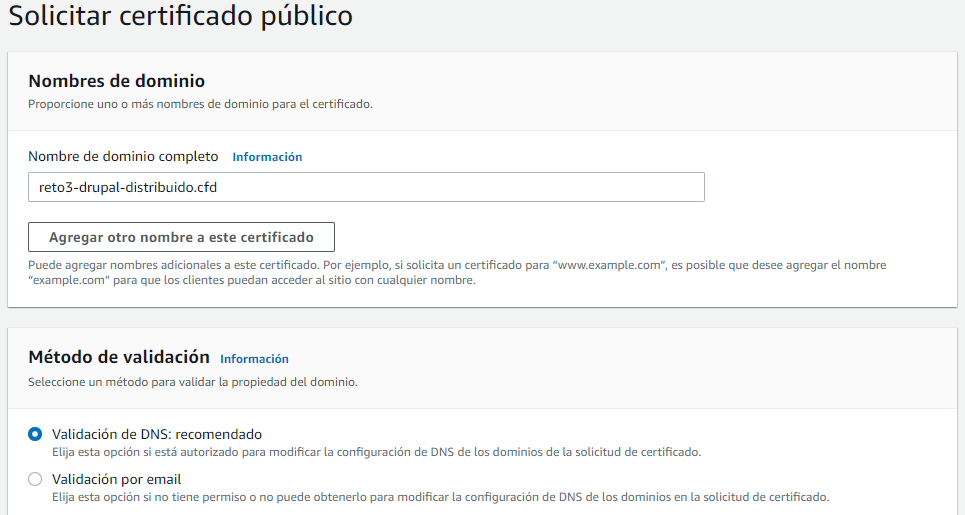 Solicitar certificado público
Nombres de dominio
Proporcione uno o más nombres de dominio para el certificado.
Nombre de dominio completo Información
reto3-drupal-distribuido.cfd
Agregar otro nombre a este certificado
Puede agregar nombres adicionales a este certificado. Por ejemplo, si solicita un certificado para “www.example.com”, es posible que desee agregar el nombre
“example.com” para que los clientes puedan acceder al sitio con cualquier nombre.
Método de validación Información
Seleccione un método para validar la propiedad del dominio.
Validación de DNS: recomendado
Elija esta opción si está autorizado para modificar la configuración de DNS de los dominios de la solicitud de certificado.
Validación por email
Elija esta opción si no tiene permiso o no puede obtenerlo para modificar la configuración de DNS de los dominios en la solicitud de certificado.